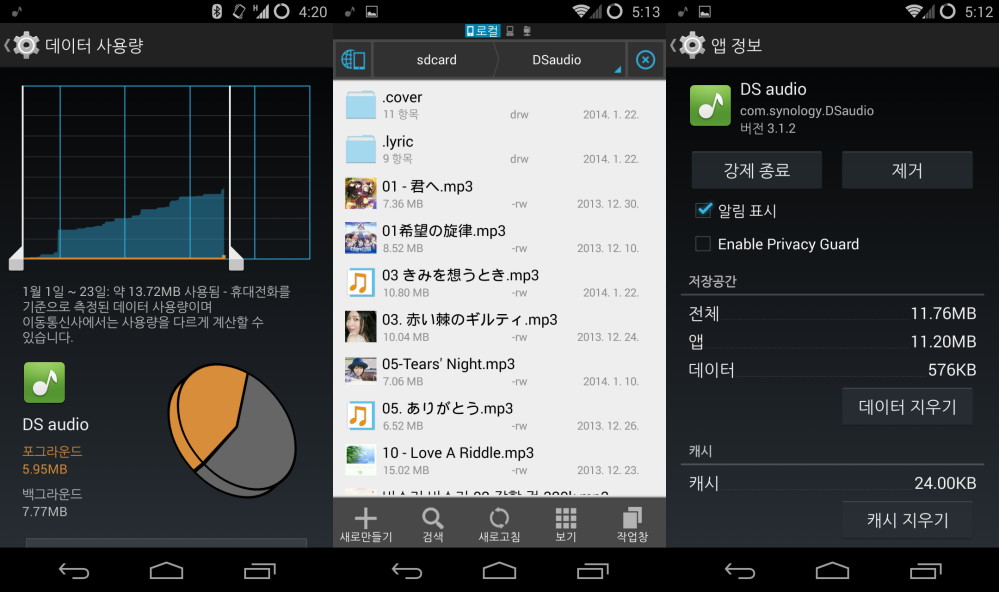 H
4:20
데이터 사용량
1월 1일 ~ 23일: 약 13.72MB 사용됨 - 휴대전화를
기준으로 측정된 데이터 사용량이며
이동통신사에서는 사용량을 다르게 계산할 수
있습니다.
DS audio
포그라운드
5.95MB
백그라운드
7.77MB
5:13
로컬
sdcard
DSaudio
.cover
11 항목
drw
2014. 1. 22.
.lyric
9 항목
drw
2014. 1. 22.
01 - 君へ.mp3
7.36 MB
-rw
2013. 12. 30.
01希望の旋律.mp3
8.52 MB
-rw
2013. 12. 10.
03 きみを想うとき.mp3
10.80 MB
-rw
2014. 1. 22.
03. 赤い棘のギルティ.mp3
10.04 MB
-rw
2013. 12. 24.
05-Tears' Night.mp3
7.06 MB
-rw
2014. 1. 10.
05. ありがとう.mp3
6.52 MB
-rw
2013. 12. 26.
10 - Love A Riddle.mp3
15.02 MB
-rw
2013. 12. 23.
새로만들기
검색
새로고침
보기
작업창
5:12
앱 정보
DS audio
com.synology.DSaudio
버전 3.1.2
강제 종료
제거
알림 표시
Enable Privacy Guard
저장공간
전체
11.76MB
앱
11.20MB
데이터
576KB
데이터 지우기
캐시
캐시
24.00KB
캐시 지우기